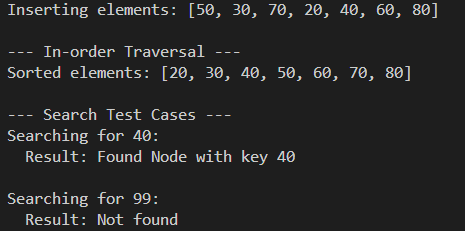 Inserting elements: [50, 30, 70, 20, 40, 60, 80]
--- In-order Traversal ---
Sorted elements: [20, 30, 40, 50, 60, 70, 80]
--- Search Test Cases ---
Searching for 40:
  Result: Found Node with key 40
Searching for 99:
  Result: Not found